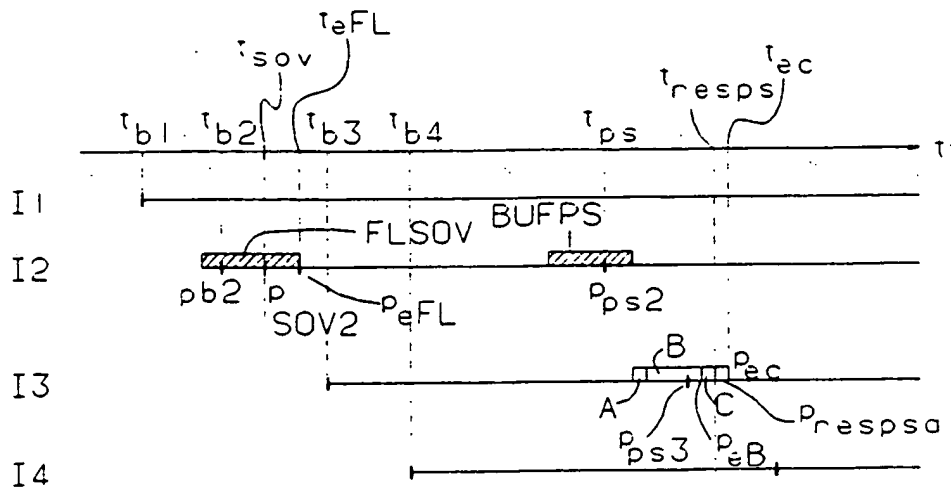 τeFL
τsov
τec
τresps
τb1 τb2 τb3 τb4 τps
τ
I1
BUFPS
FLSOV
I2
pb2 p peFL pps2
SOV2
B pec
I3
A C prespsa
pps3 peB
I4